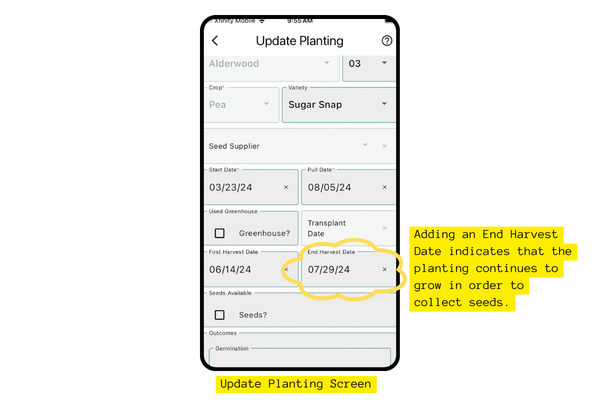 Xfinity Mobile 9:55 AM
Update Planting
Alderwood 03
Crop* Variety
Pea Sugar Snap
Seed Supplier
Start Date* Pull Date*
03/23/24 × 08/05/24 ×
Used Greenhouse
Greenhouse? Transplant Date ×
First Harvest Date End Harvest Date
06/14/24 × 07/29/24 ×
Seeds Available
Seeds?
Outcomes
Germination
Adding an End Harvest
Date indicates that the
planting continues to
grow in order to
collect seeds.
Update Planting Screen